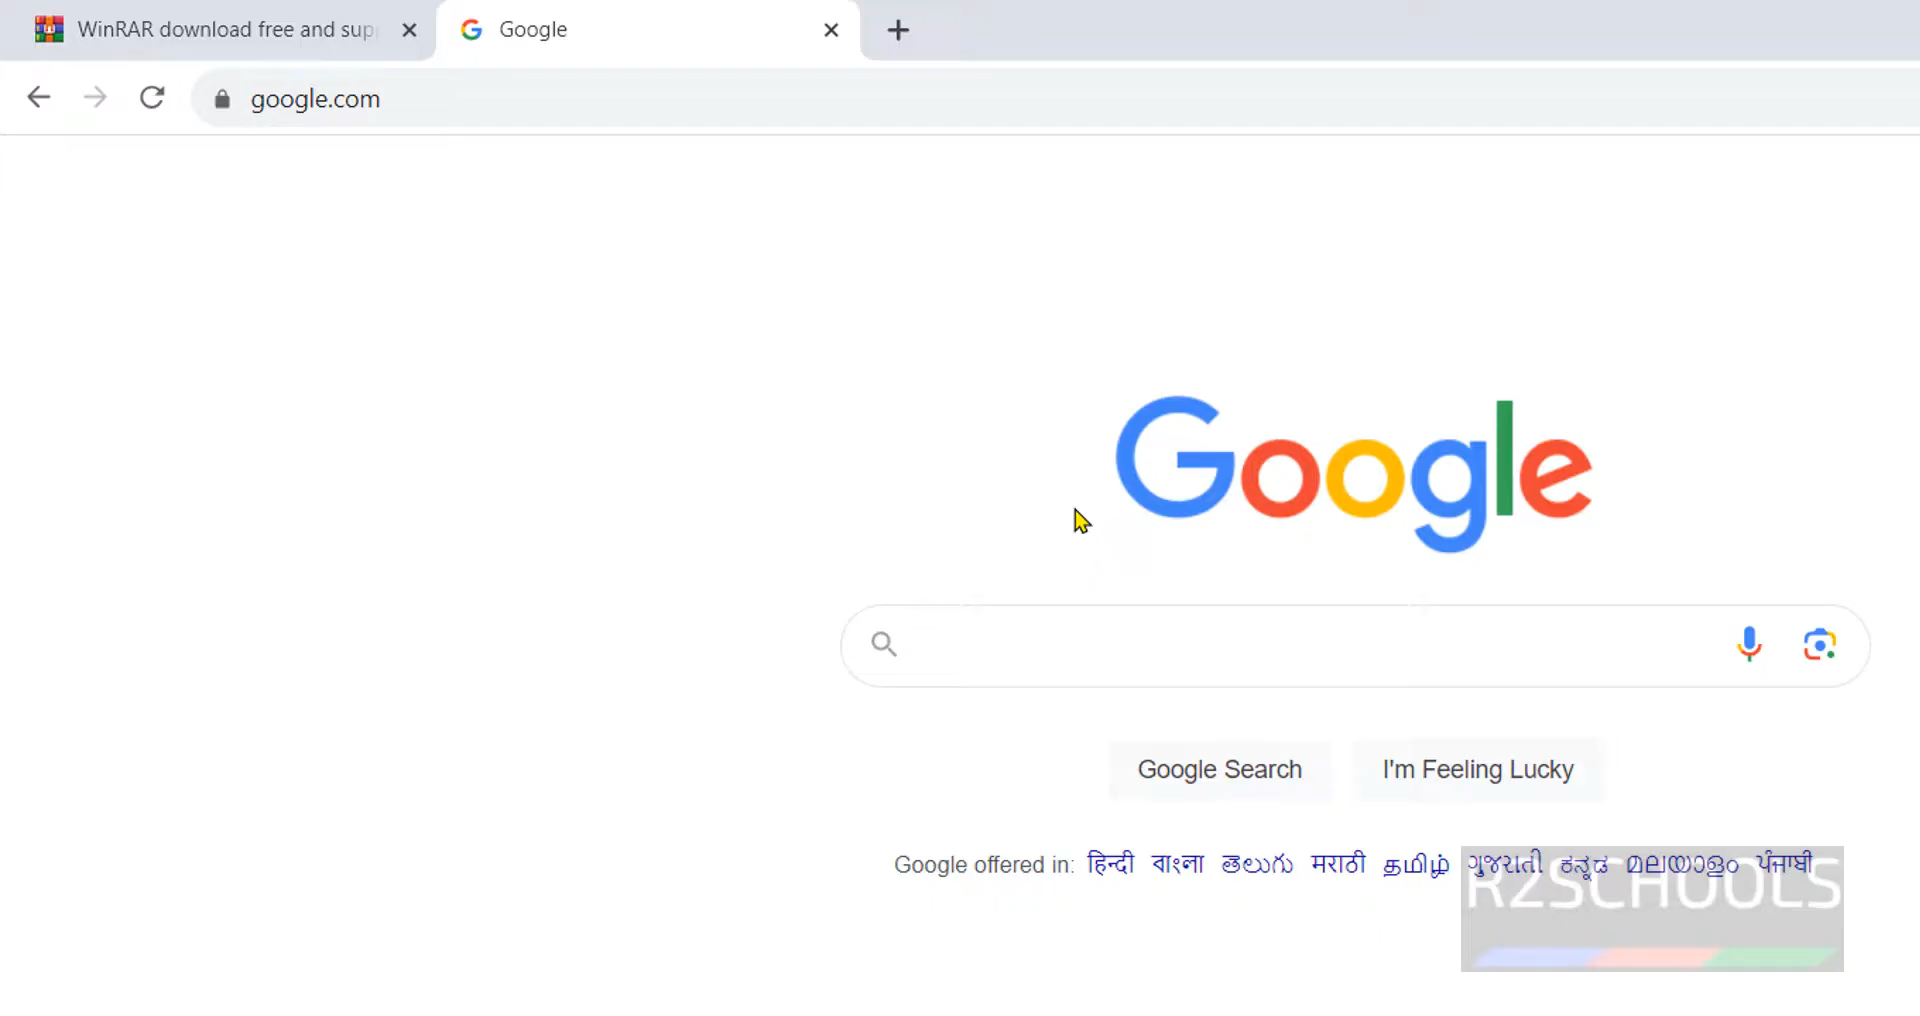 WinRAR download free and sup
Google
google.com
Google
Google Search
I'm Feeling Lucky
Google offered in: हिन्दी বাংলা తెలుగు मराठी தமிழ் ગુજરાતી ಕನ್ನಡ മലയാളം ਪੰਜਾਬੀ
R2SCHOOLS